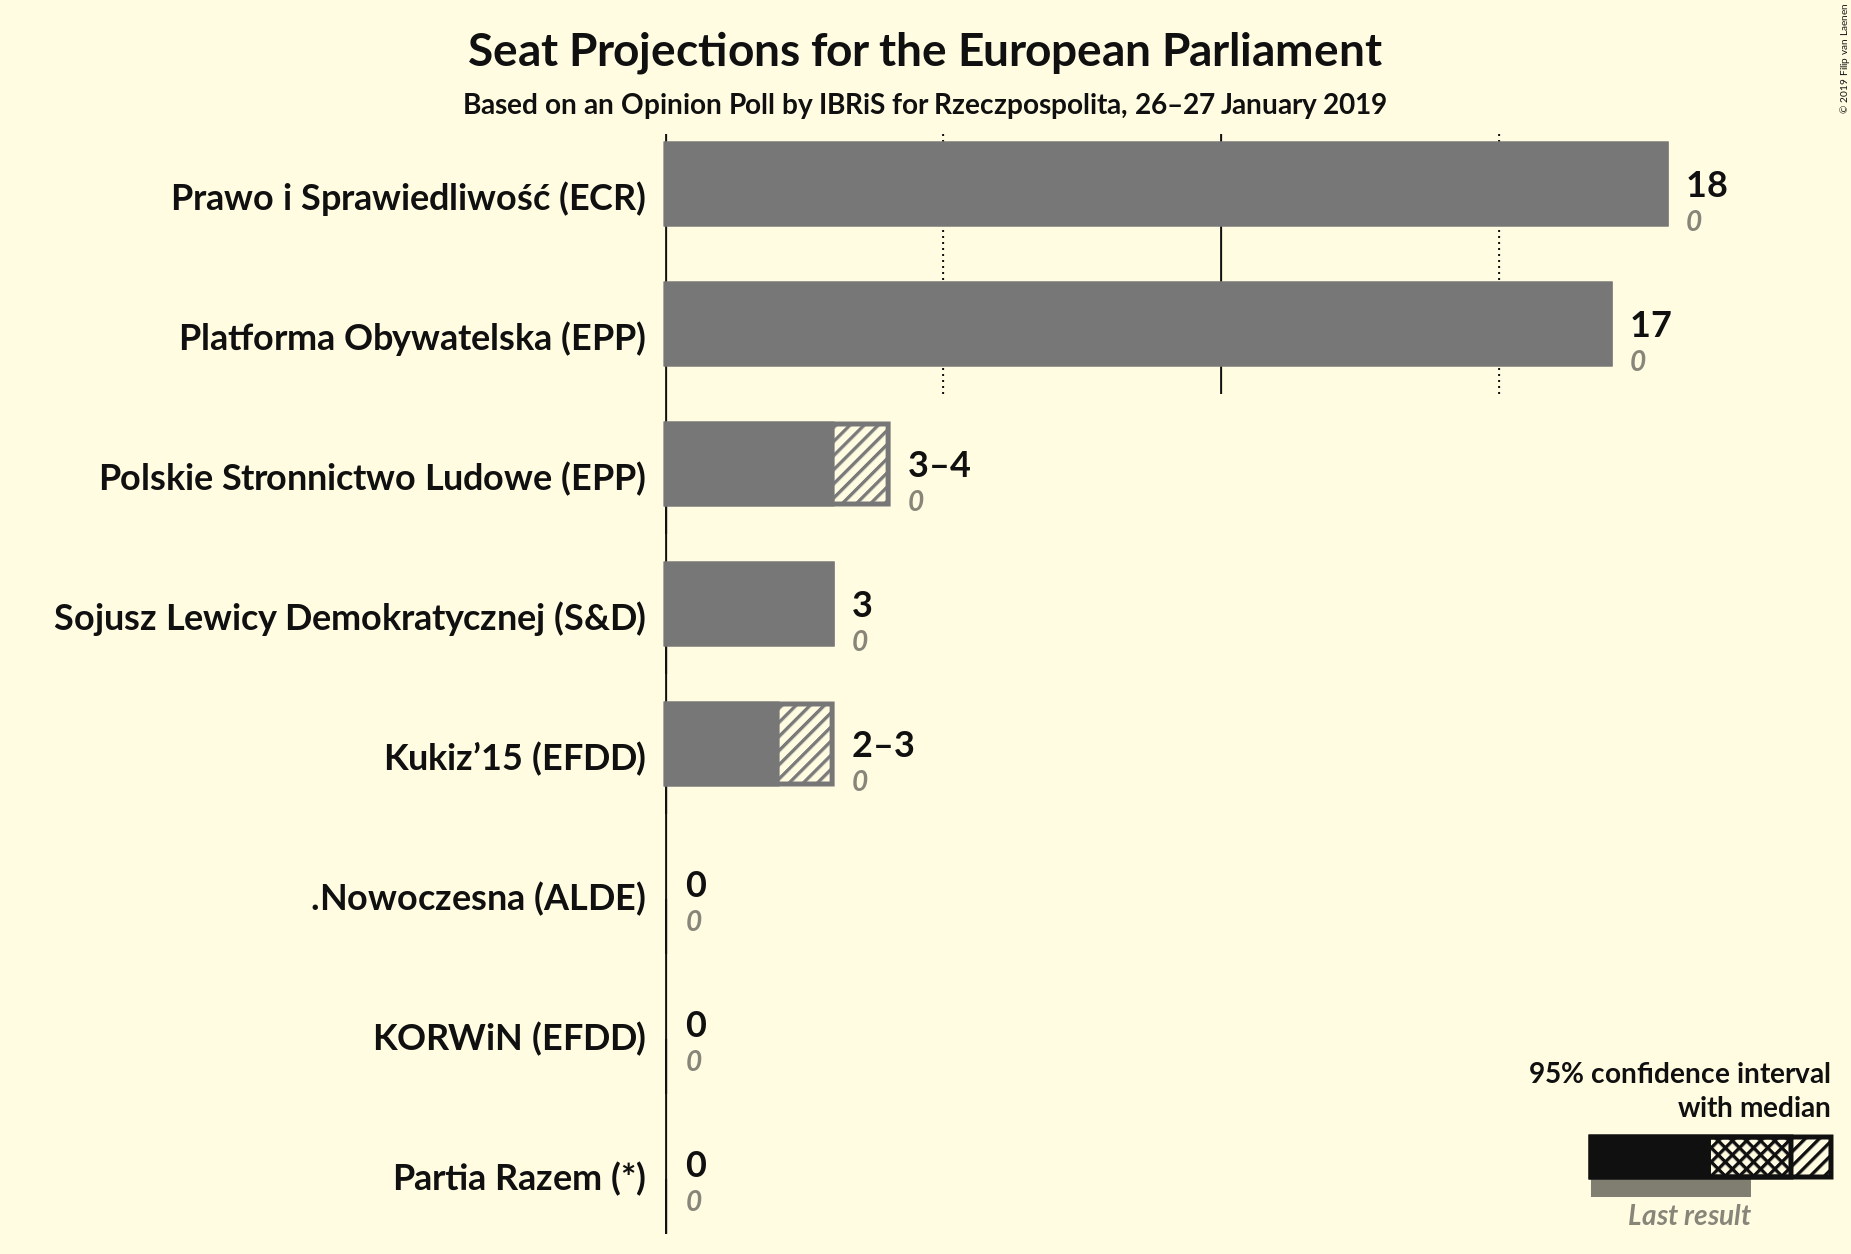 Seat Projections for the European Parliament
Based on an Opinion Poll by IBRiS for Rzeczpospolita, 26–27 January 2019
© 2019 Filip van Laenen
Prawo i Sprawiedliwość (ECR)
18
0
Platforma Obywatelska (EPP)
17
0
Polskie Stronnictwo Ludowe (EPP)
3–4
0
Sojusz Lewicy Demokratycznej (S&D)
3
0
Kukiz’15 (EFDD)
2–3
0
.Nowoczesna (ALDE)
0
0
KORWiN (EFDD)
0
0
Partia Razem (*)
0
0
95% confidence interval
with median
Last result